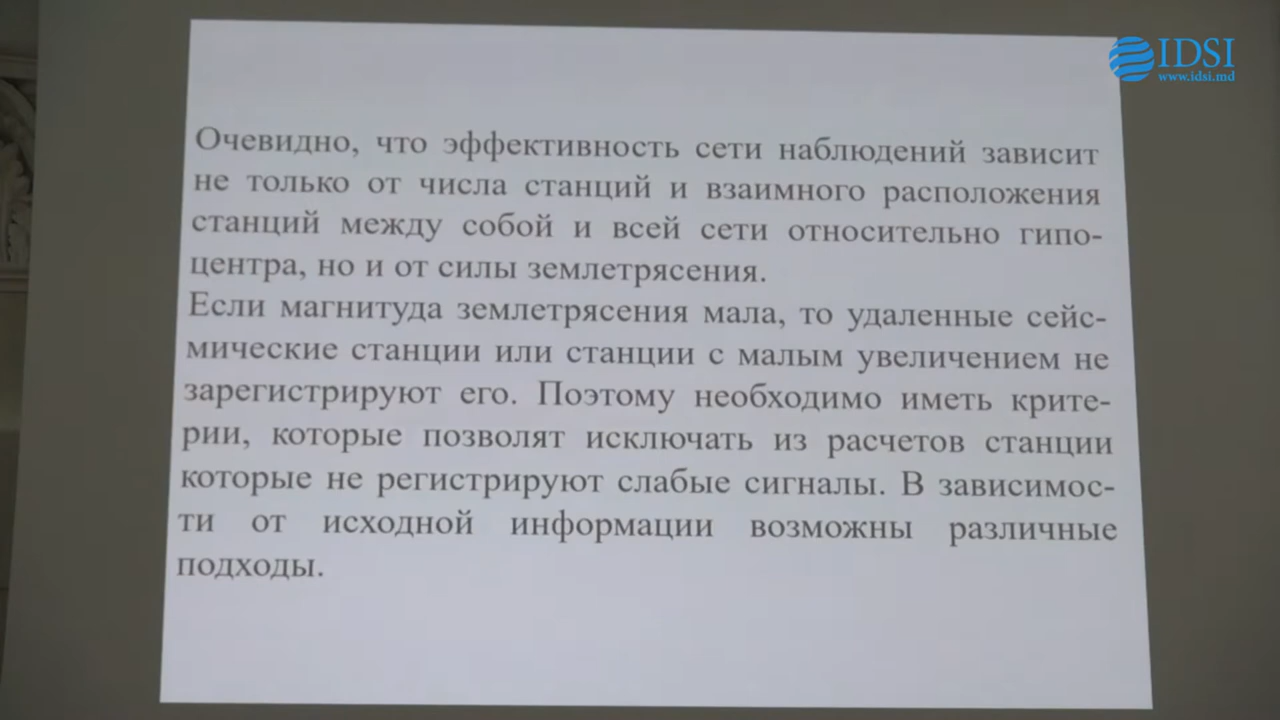 IDSI
www.idsi.md
Очевидно, что эффективность сети наблюдений зависит
не только от числа станций и взаимного расположения
станций между собой и всей сети относительно гипо-
центра, но и от силы землетрясения.
Если магнитуда землетрясения мала, то удаленные сейс-
мические станции или станции с малым увеличением не
зарегистрируют его. Поэтому необходимо иметь крите-
рии, которые позволят исключать из расчетов станции
которые не регистрируют слабые сигналы. В зависимос-
ти от исходной информации возможны различные
подходы.